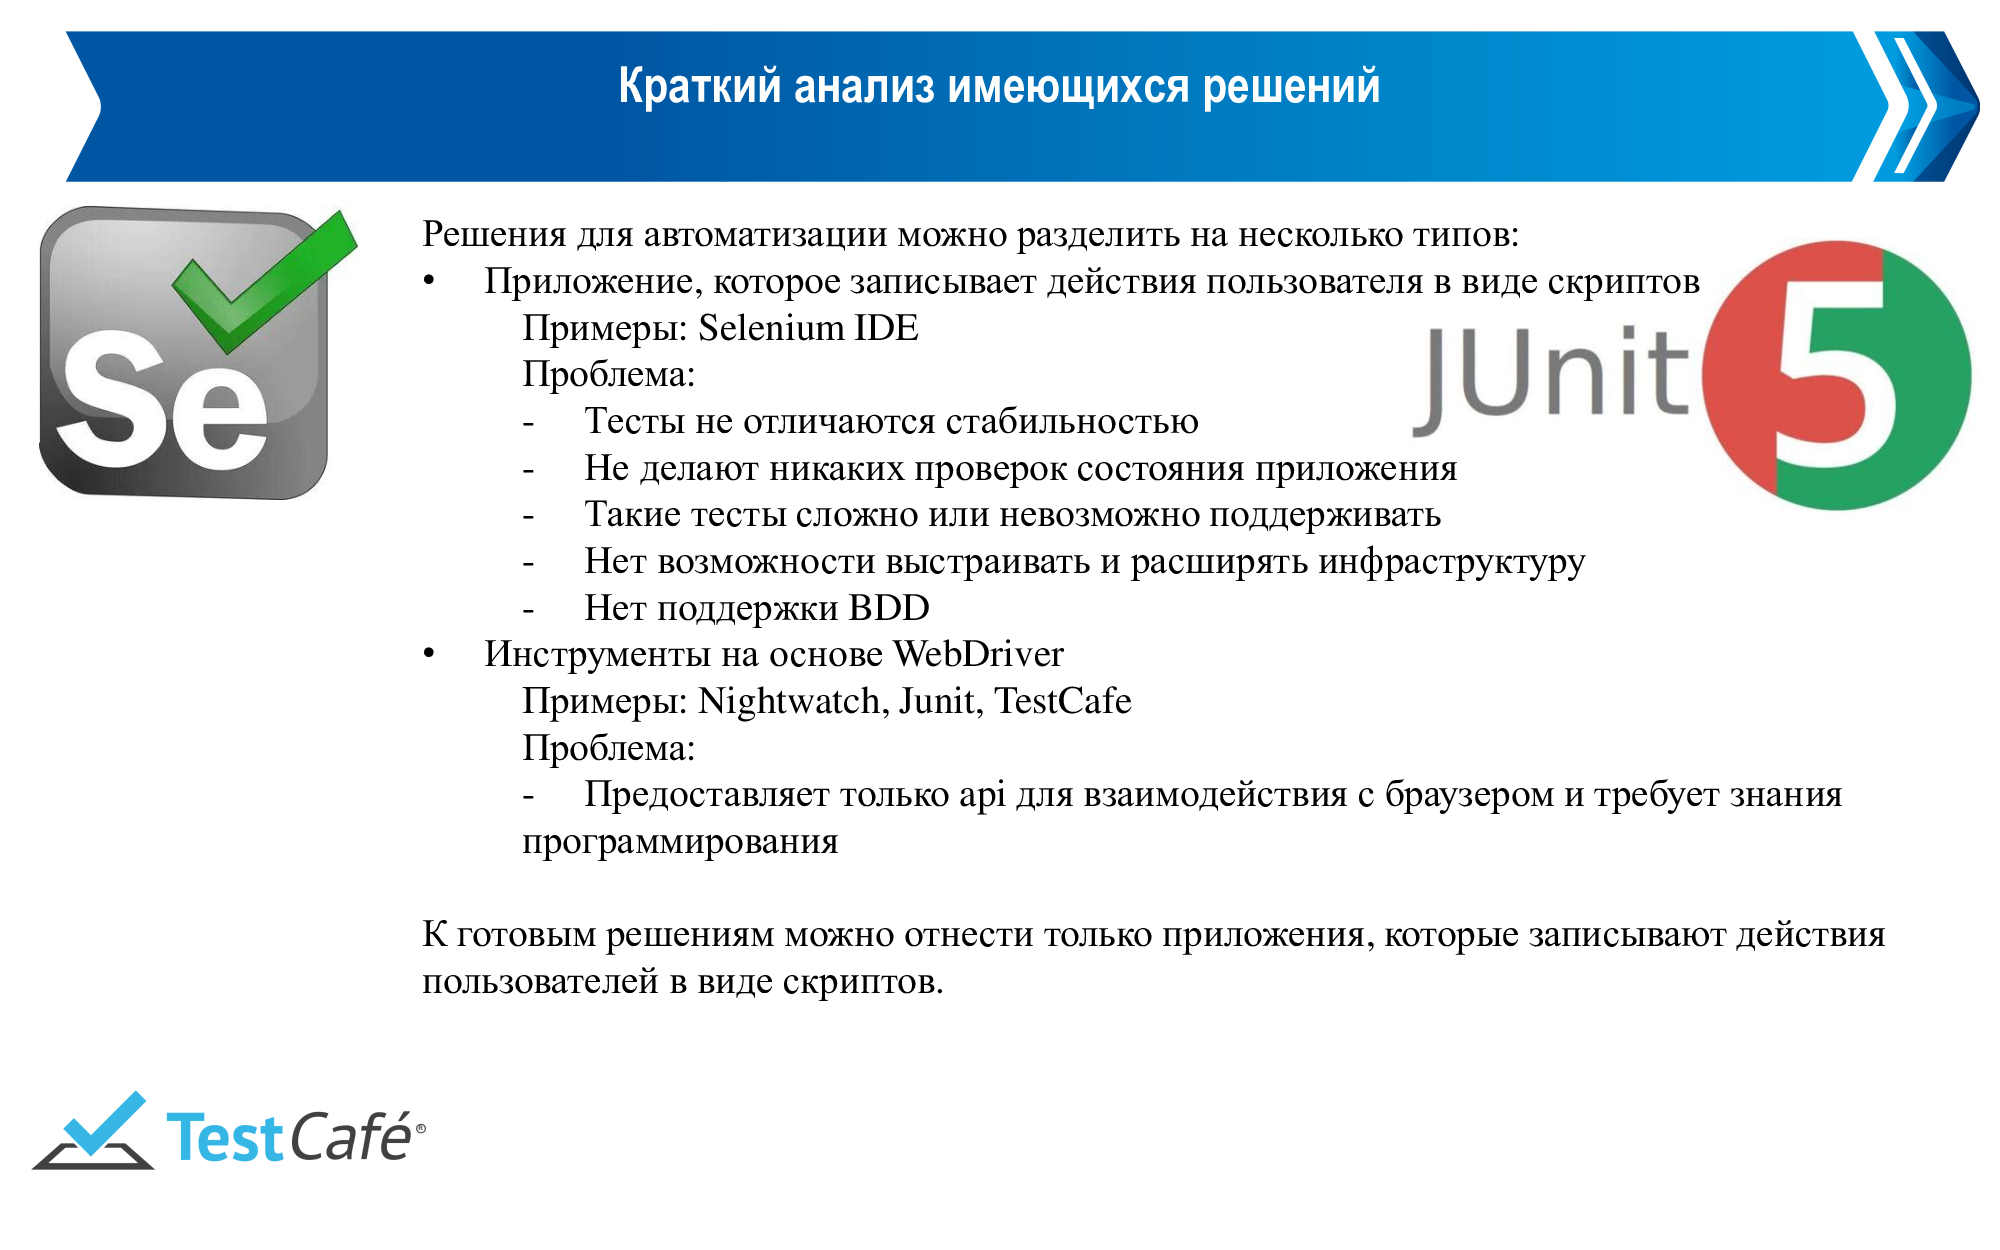 Краткий анализ имеющихся решений
Se
Решения для автоматизации можно разделить на несколько типов:
• Приложение, которое записывает действия пользователя в виде скриптов
Примеры: Selenium IDE
Проблема:
- Тесты не отличаются стабильностью
- Не делают никаких проверок состояния приложения
- Такие тесты сложно или невозможно поддерживать
- Нет возможности выстраивать и расширять инфраструктуру
- Нет поддержки BDD
• Инструменты на основе WebDriver
Примеры: Nightwatch, Junit, TestCafe
Проблема:
- Предоставляет только api для взаимодействия с браузером и требует знания
программирования
К готовым решениям можно отнести только приложения, которые записывают действия
пользователей в виде скриптов.
JUnit 5
TestCafé®